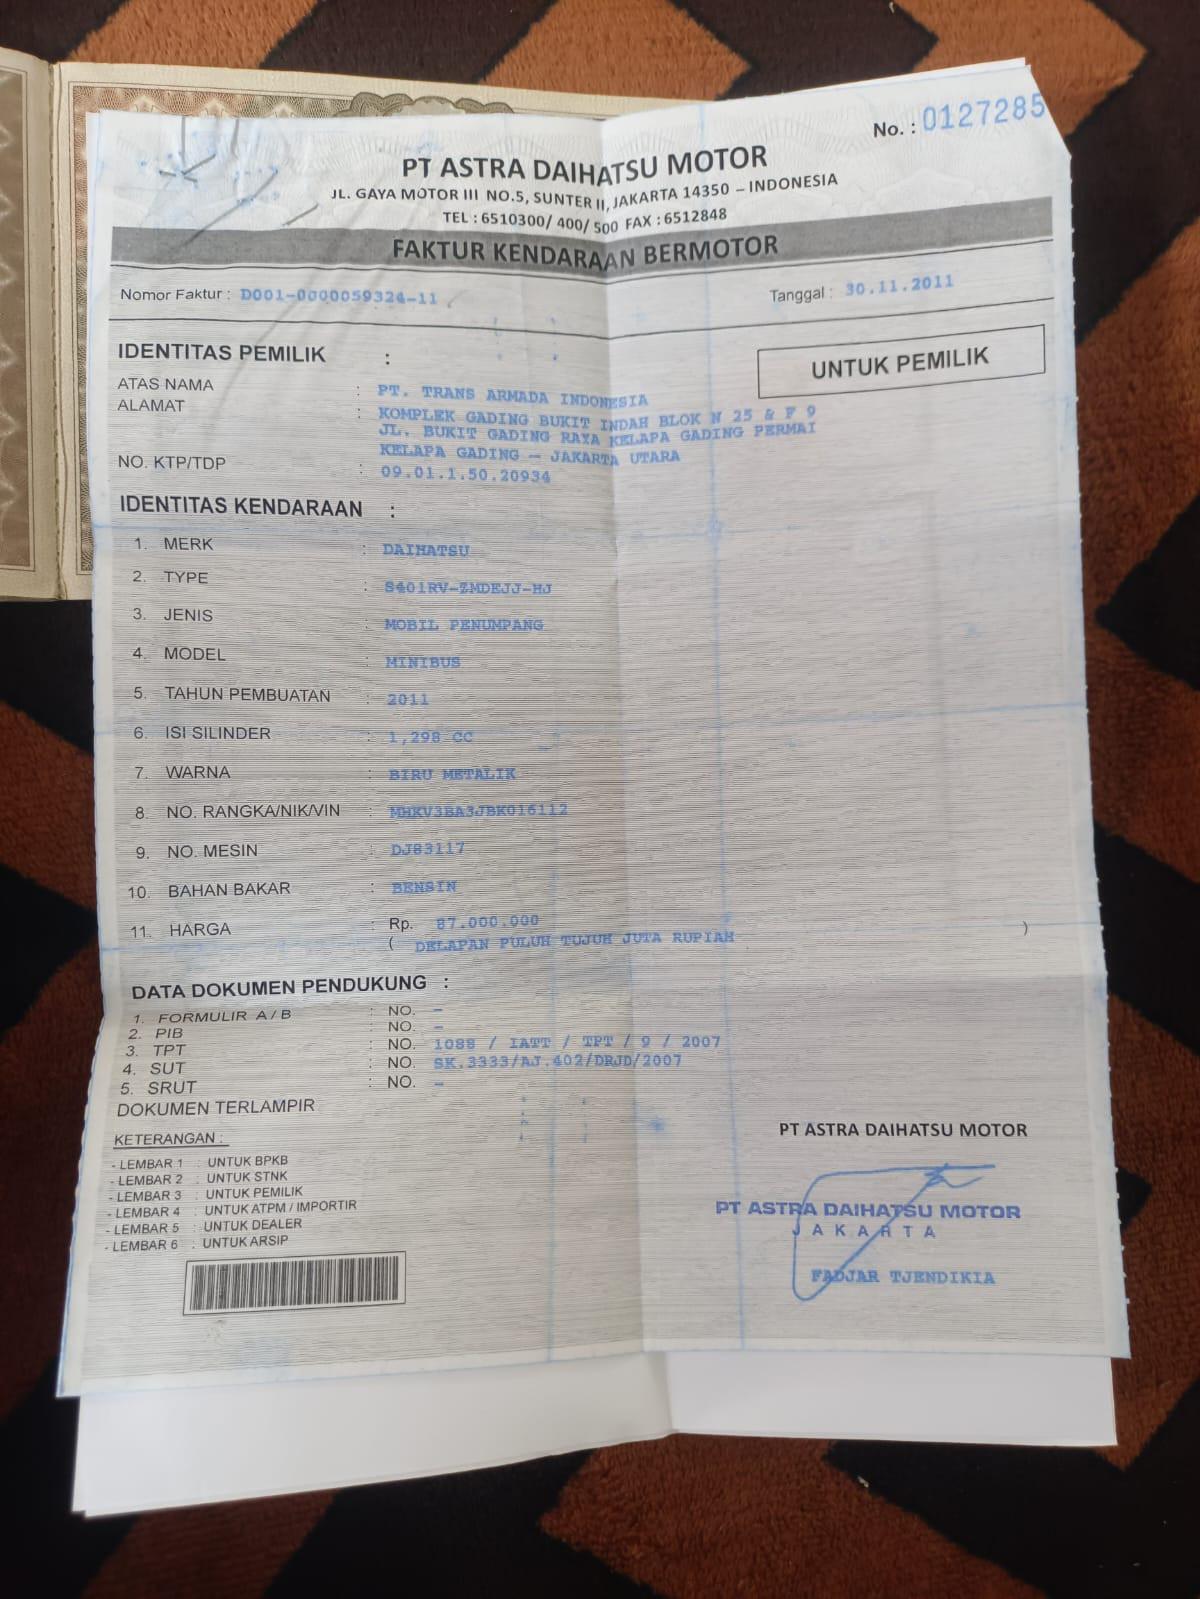 No. : 0127285
PT ASTRA DAIHATSU MOTOR
JL. GAYA MOTOR III NO.5, SUNTER II, JAKARTA 14350 – INDONESIA
TEL : 6510300/ 400/ 500 FAX : 6512848
FAKTUR KENDARAAN BERMOTOR
Nomor Faktur : D001-0000059324-11 Tanggal : 30.11.2011
IDENTITAS PEMILIK :
UNTUK PEMILIK
ATAS NAMA : PT. TRANS ARMADA INDONESIA
ALAMAT : KOMPLEK GADING BUKIT INDAH BLOK N 25 & F 9
JL. BUKIT GADING RAYA KELAPA GADING PERMAI
KELAPA GADING – JAKARTA UTARA
NO. KTP/TDP : 09.01.1.50.20934
IDENTITAS KENDARAAN :
1. MERK : DAIHATSU
2. TYPE : S401RV-ZMDEJJ-HJ
3. JENIS : MOBIL PENUMPANG
4. MODEL : MINIBUS
5. TAHUN PEMBUATAN : 2011
6. ISI SILINDER : 1,298 CC
7. WARNA : BIRU METALIK
8. NO. RANGKA/NIK/VIN : MHKV3BA3JBK016112
9. NO. MESIN : DJ83117
10. BAHAN BAKAR : BENSIN
11. HARGA : Rp. 87.000.000
( DELAPAN PULUH TUJUH JUTA RUPIAH )
DATA DOKUMEN PENDUKUNG :
1. FORMULIR A / B : NO. –
2. PIB : NO. –
3. TPT : NO. 1088 / IATT / TPT / 9 / 2007
4. SUT : NO. SK.3333/AJ.402/DRJD/2007
5. SRUT : NO. –
DOKUMEN TERLAMPIR
KETERANGAN :
- LEMBAR 1 : UNTUK BPKB
- LEMBAR 2 : UNTUK STNK
- LEMBAR 3 : UNTUK PEMILIK
- LEMBAR 4 : UNTUK ATPM / IMPORTIR
- LEMBAR 5 : UNTUK DEALER
- LEMBAR 6 : UNTUK ARSIP
PT ASTRA DAIHATSU MOTOR
PT ASTRA DAIHATSU MOTOR
JAKARTA
FADJAR TJENDIKIA